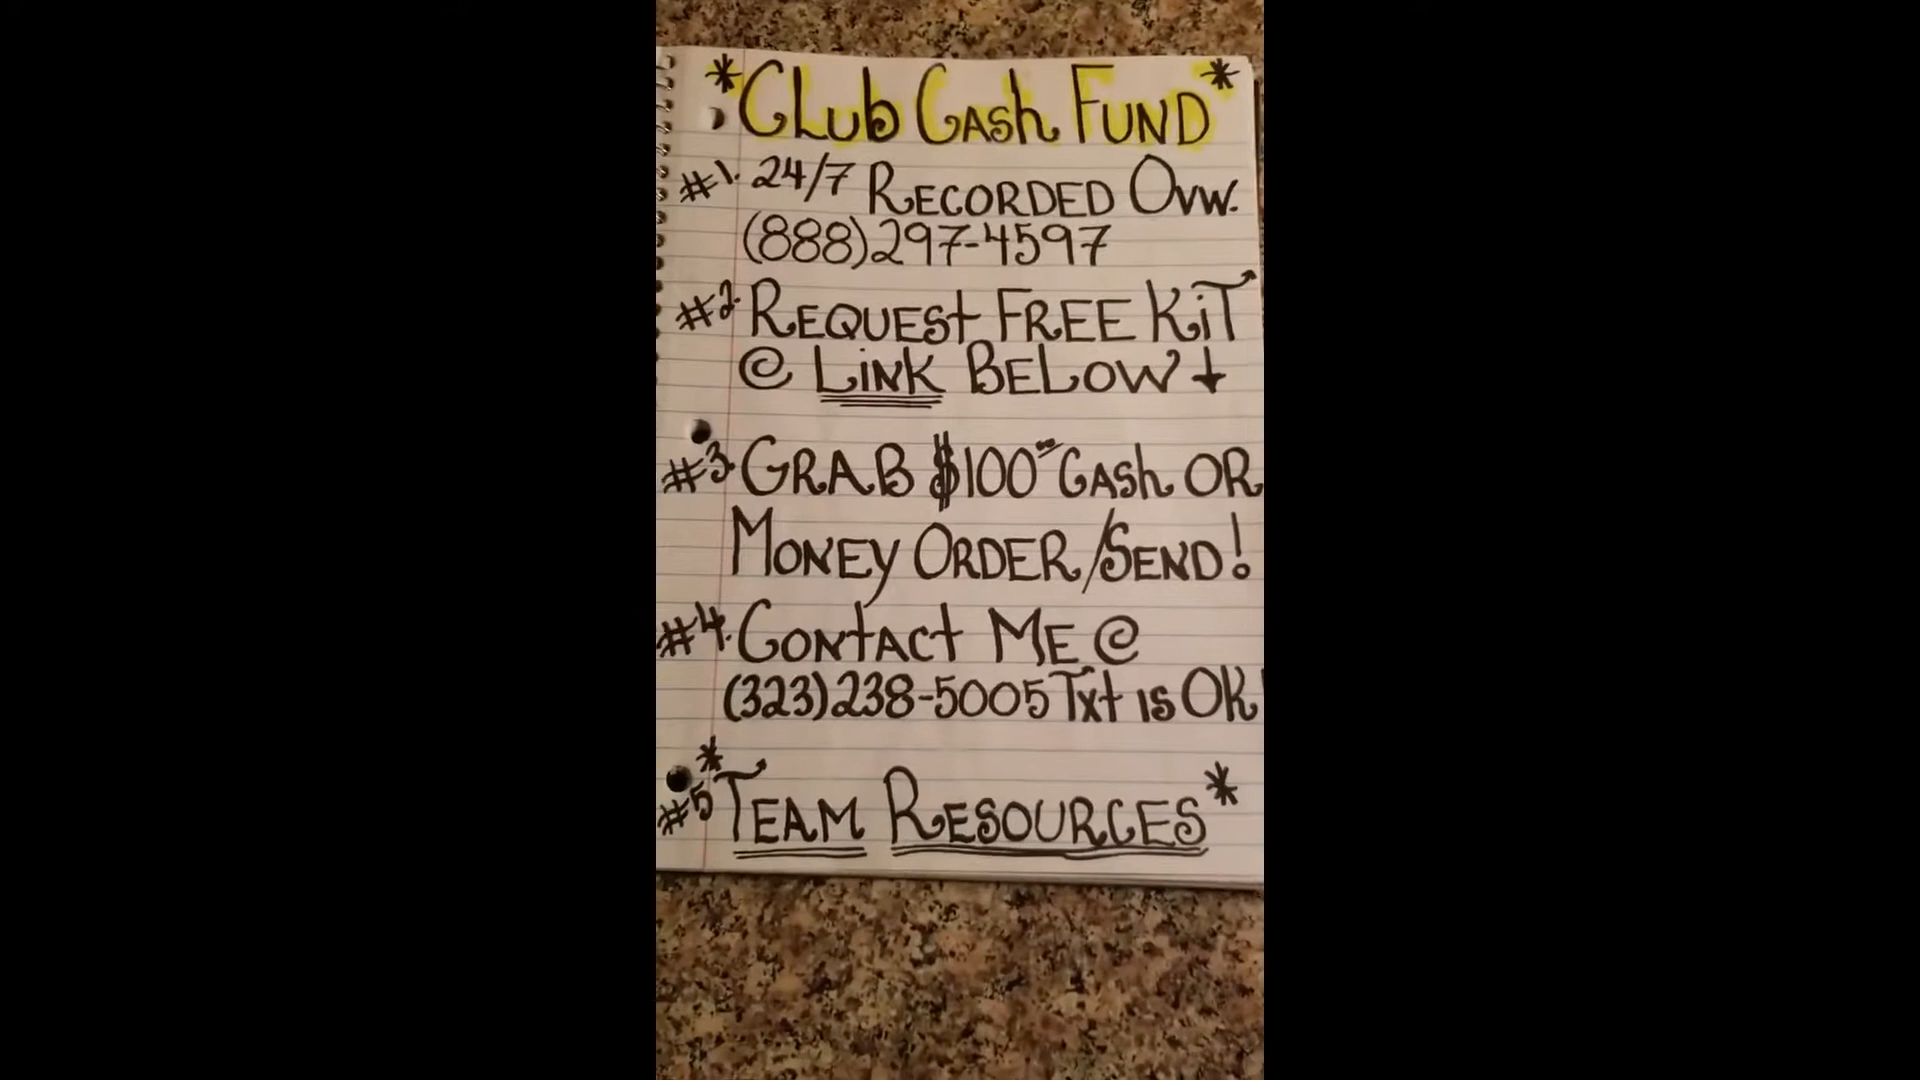 *Club Cash Fund*
#1. 24/7 Recorded Ovw.
(888)297-4597
#2. Request FREE Kit
@ Link Below ↓
#3. Grab $100.00 Cash OR
Money Order/Send!
#4. Contact Me @
(323)238-5005 Txt is OK!
#5 *Team Resources*